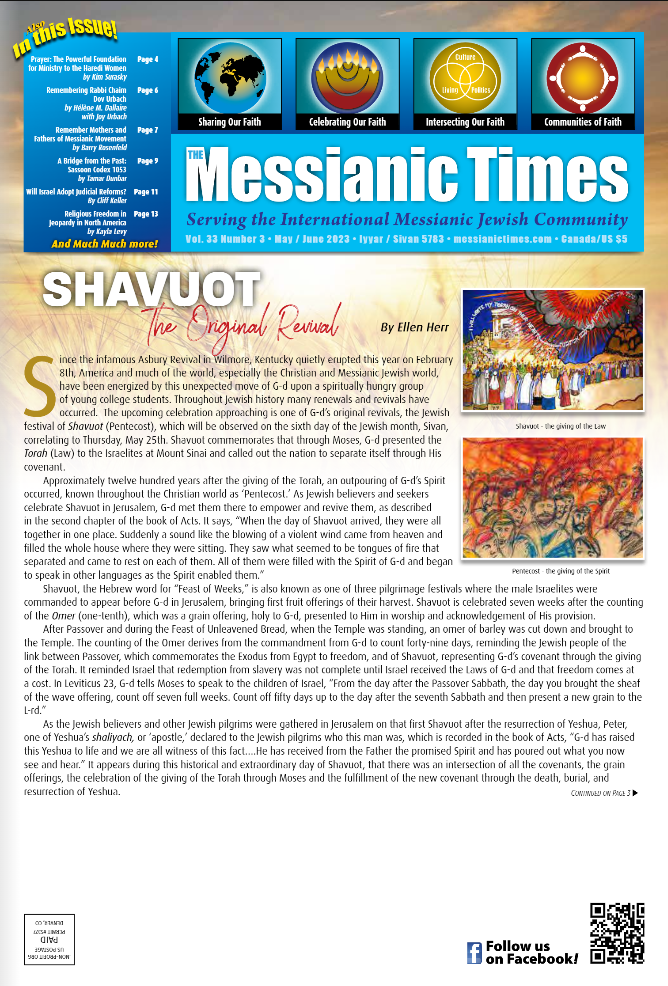 Also
In this Issue!
Prayer: The Powerful Foundation Page 4
for Ministry to the Haredi Women
by Kim Surasky
Remembering Rabbi Chaim Page 6
Dov Urbach
by Hélène M. Dallaire
with Joy Urbach
Remember Mothers and Page 7
Fathers of Messianic Movement
by Barry Rosenfeld
A Bridge from the Past: Page 9
Sassoon Codex 1053
by Tamar Dunbar
Will Israel Adopt Judicial Reforms? Page 11
By Cliff Keller
Religious Freedom in Page 13
Jeopardy in North America
by Kayla Levy
And Much Much more!
Sharing Our Faith
Celebrating Our Faith
Culture
Living Politics
Intersecting Our Faith
Communities of Faith
THE Messianic Times
Serving the International Messianic Jewish Community
Vol. 33 Number 3 • May / June 2023 • Iyyar / Sivan 5783 • messianictimes.com • Canada/US $5
SHAVUOT
The Original Revival
By Ellen Herr
Since the infamous Asbury Revival in Wilmore, Kentucky quietly erupted this year on February
8th, America and much of the world, especially the Christian and Messianic Jewish world,
have been energized by this unexpected move of G-d upon a spiritually hungry group
of young college students. Throughout Jewish history many renewals and revivals have
occurred. The upcoming celebration approaching is one of G-d's original revivals, the Jewish
festival of Shavuot (Pentecost), which will be observed on the sixth day of the Jewish month, Sivan,
correlating to Thursday, May 25th. Shavuot commemorates that through Moses, G-d presented the
Torah (Law) to the Israelites at Mount Sinai and called out the nation to separate itself through His
covenant.
Approximately twelve hundred years after the giving of the Torah, an outpouring of G-d's Spirit
occurred, known throughout the Christian world as 'Pentecost.' As Jewish believers and seekers
celebrate Shavuot in Jerusalem, G-d met them there to empower and revive them, as described
in the second chapter of the book of Acts. It says, "When the day of Shavuot arrived, they were all
together in one place. Suddenly a sound like the blowing of a violent wind came from heaven and
filled the whole house where they were sitting. They saw what seemed to be tongues of fire that
separated and came to rest on each of them. All of them were filled with the Spirit of G-d and began
to speak in other languages as the Spirit enabled them."
Shavuot - the giving of the Law
Pentecost - the giving of the Spirit
Shavuot, the Hebrew word for "Feast of Weeks," is also known as one of three pilgrimage festivals where the male Israelites were
commanded to appear before G-d in Jerusalem, bringing first fruit offerings of their harvest. Shavuot is celebrated seven weeks after the counting
of the Omer (one-tenth), which was a grain offering, holy to G-d, presented to Him in worship and acknowledgement of His provision.
After Passover and during the Feast of Unleavened Bread, when the Temple was standing, an omer of barley was cut down and brought to
the Temple. The counting of the Omer derives from the commandment from G-d to count forty-nine days, reminding the Jewish people of the
link between Passover, which commemorates the Exodus from Egypt to freedom, and of Shavuot, representing G-d's covenant through the giving
of the Torah. It reminded Israel that redemption from slavery was not complete until Israel received the Laws of G-d and that freedom comes at
a cost. In Leviticus 23, G-d tells Moses to speak to the children of Israel, "From the day after the Passover Sabbath, the day you brought the sheaf
of the wave offering, count off seven full weeks. Count off fifty days up to the day after the seventh Sabbath and then present a new grain to the
L-rd."
As the Jewish believers and other Jewish pilgrims were gathered in Jerusalem on that first Shavuot after the resurrection of Yeshua, Peter,
one of Yeshua's shaliyach, or 'apostle,' declared to the Jewish pilgrims who this man was, which is recorded in the book of Acts, "G-d has raised
this Yeshua to life and we are all witness of this fact....He has received from the Father the promised Spirit and has poured out what you now
see and hear." It appears during this historical and extraordinary day of Shavuot, that there was an intersection of all the covenants, the grain
offerings, the celebration of the giving of the Torah through Moses and the fulfillment of the new covenant through the death, burial, and
resurrection of Yeshua.
CONTINUED ON PAGE 3
NON-PROFIT ORG
US POSTAGE
PAID
PERMIT #5377
DENVER, CO
f Follow us
on Facebook!